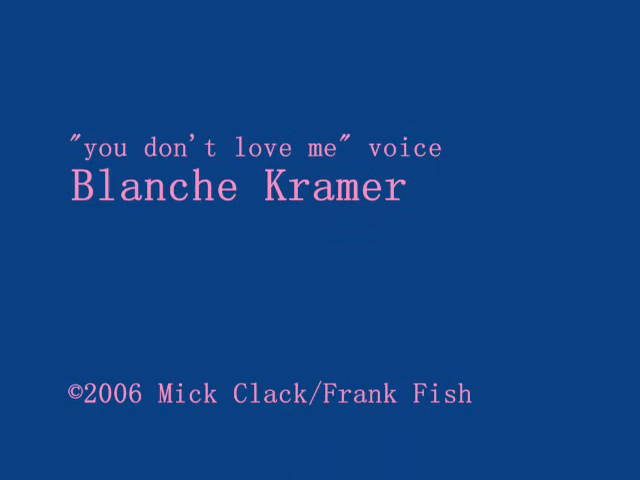 "you don't love me" voice
Blanche Kramer
©2006 Mick Clack/Frank Fish